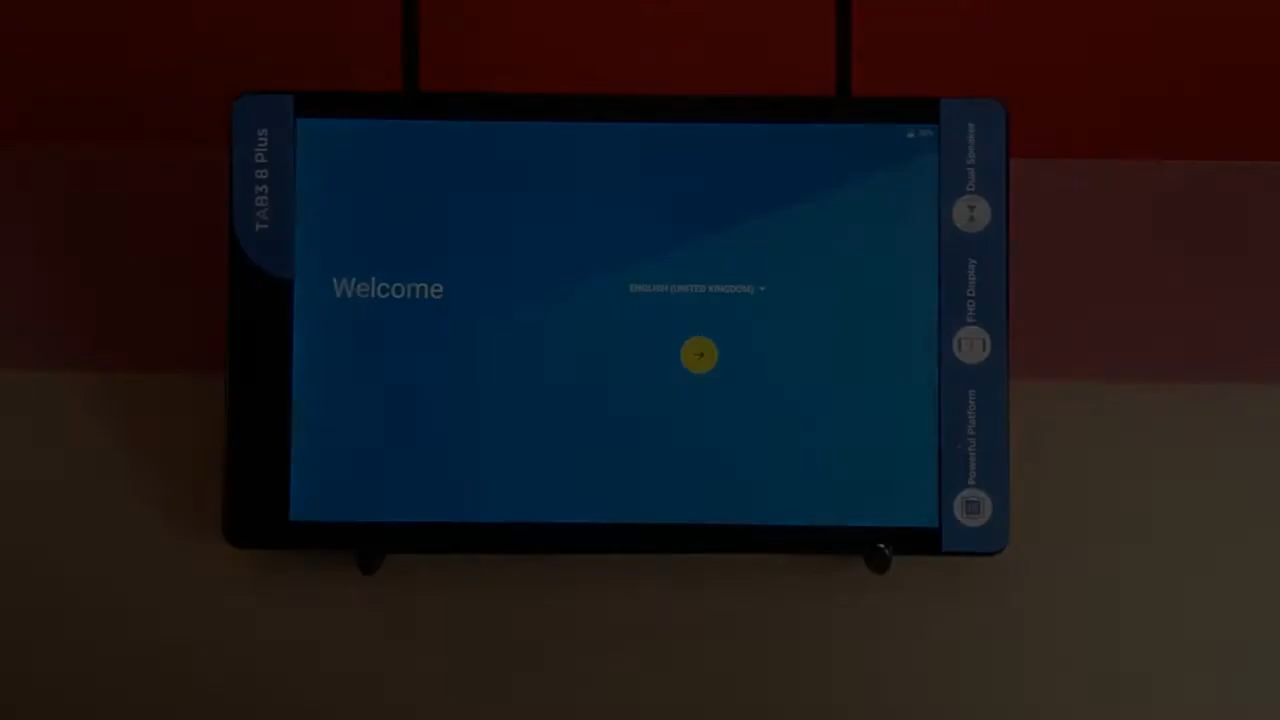 TAB3 8 Plus
Welcome
ENGLISH (UNITED KINGDOM)
Dual Speaker
FHD Display
Powerful Platform